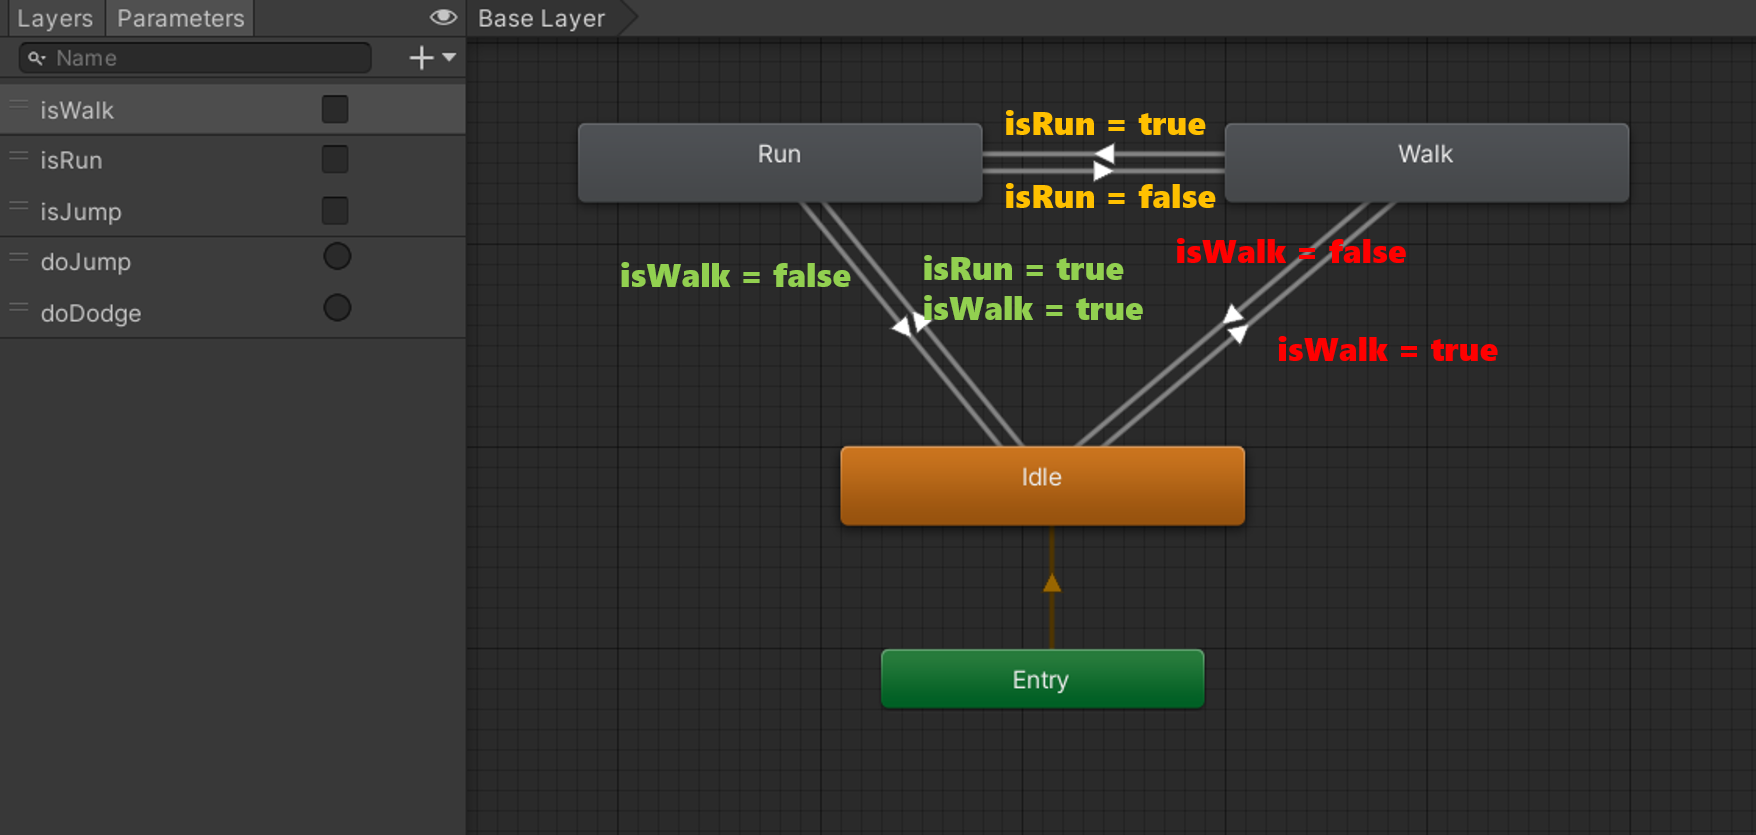 Layers Parameters
Base Layer
Name
isWalk
isRun
isJump
doJump
doDodge
isRun = true
Run
Walk
isRun = false
isWalk = false
isWalk = false
isRun = true
isWalk = true
isWalk = true
Idle
Entry